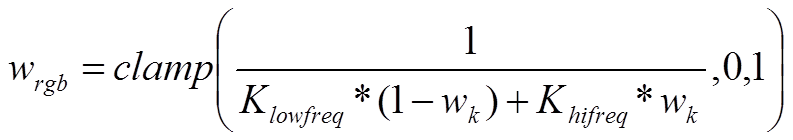 w_rgb = clamp( 1 / (K_lowfreq * (1 − w_k) + K_hifreq * w_k) , 0,1 )